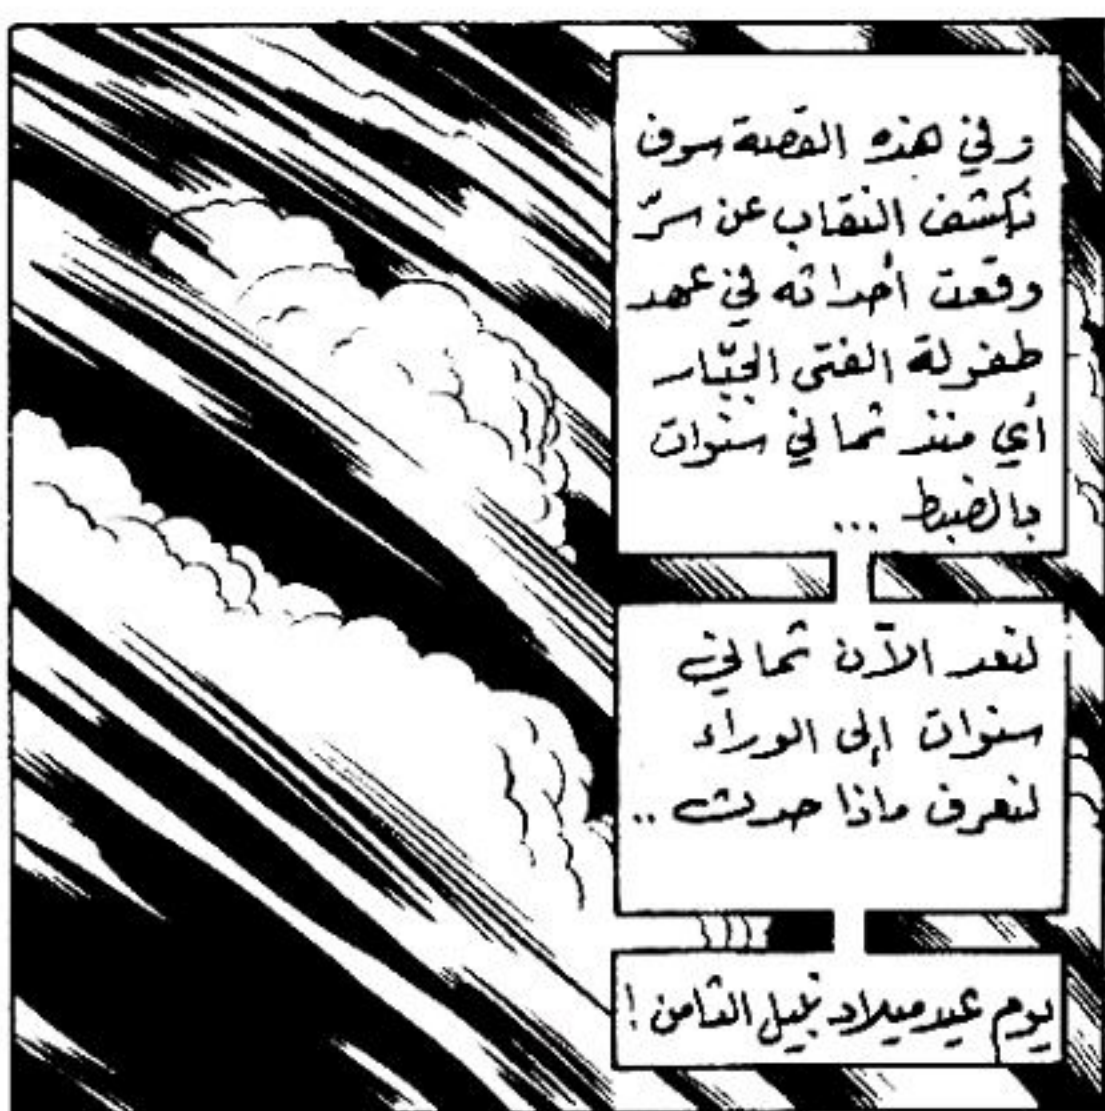 وفي هذه القصة سوف
نكشف النقاب عن سرّ
وقعت أحداثه في عهد
طفولة الفتى الجبّار
أي منذ ثماني سنوات
بالضبط ...
لنعد الآن ثماني
سنوات إلى الوراء
لنعرف ماذا حدث ..
يوم عيد ميلاد نبيل الثامن !